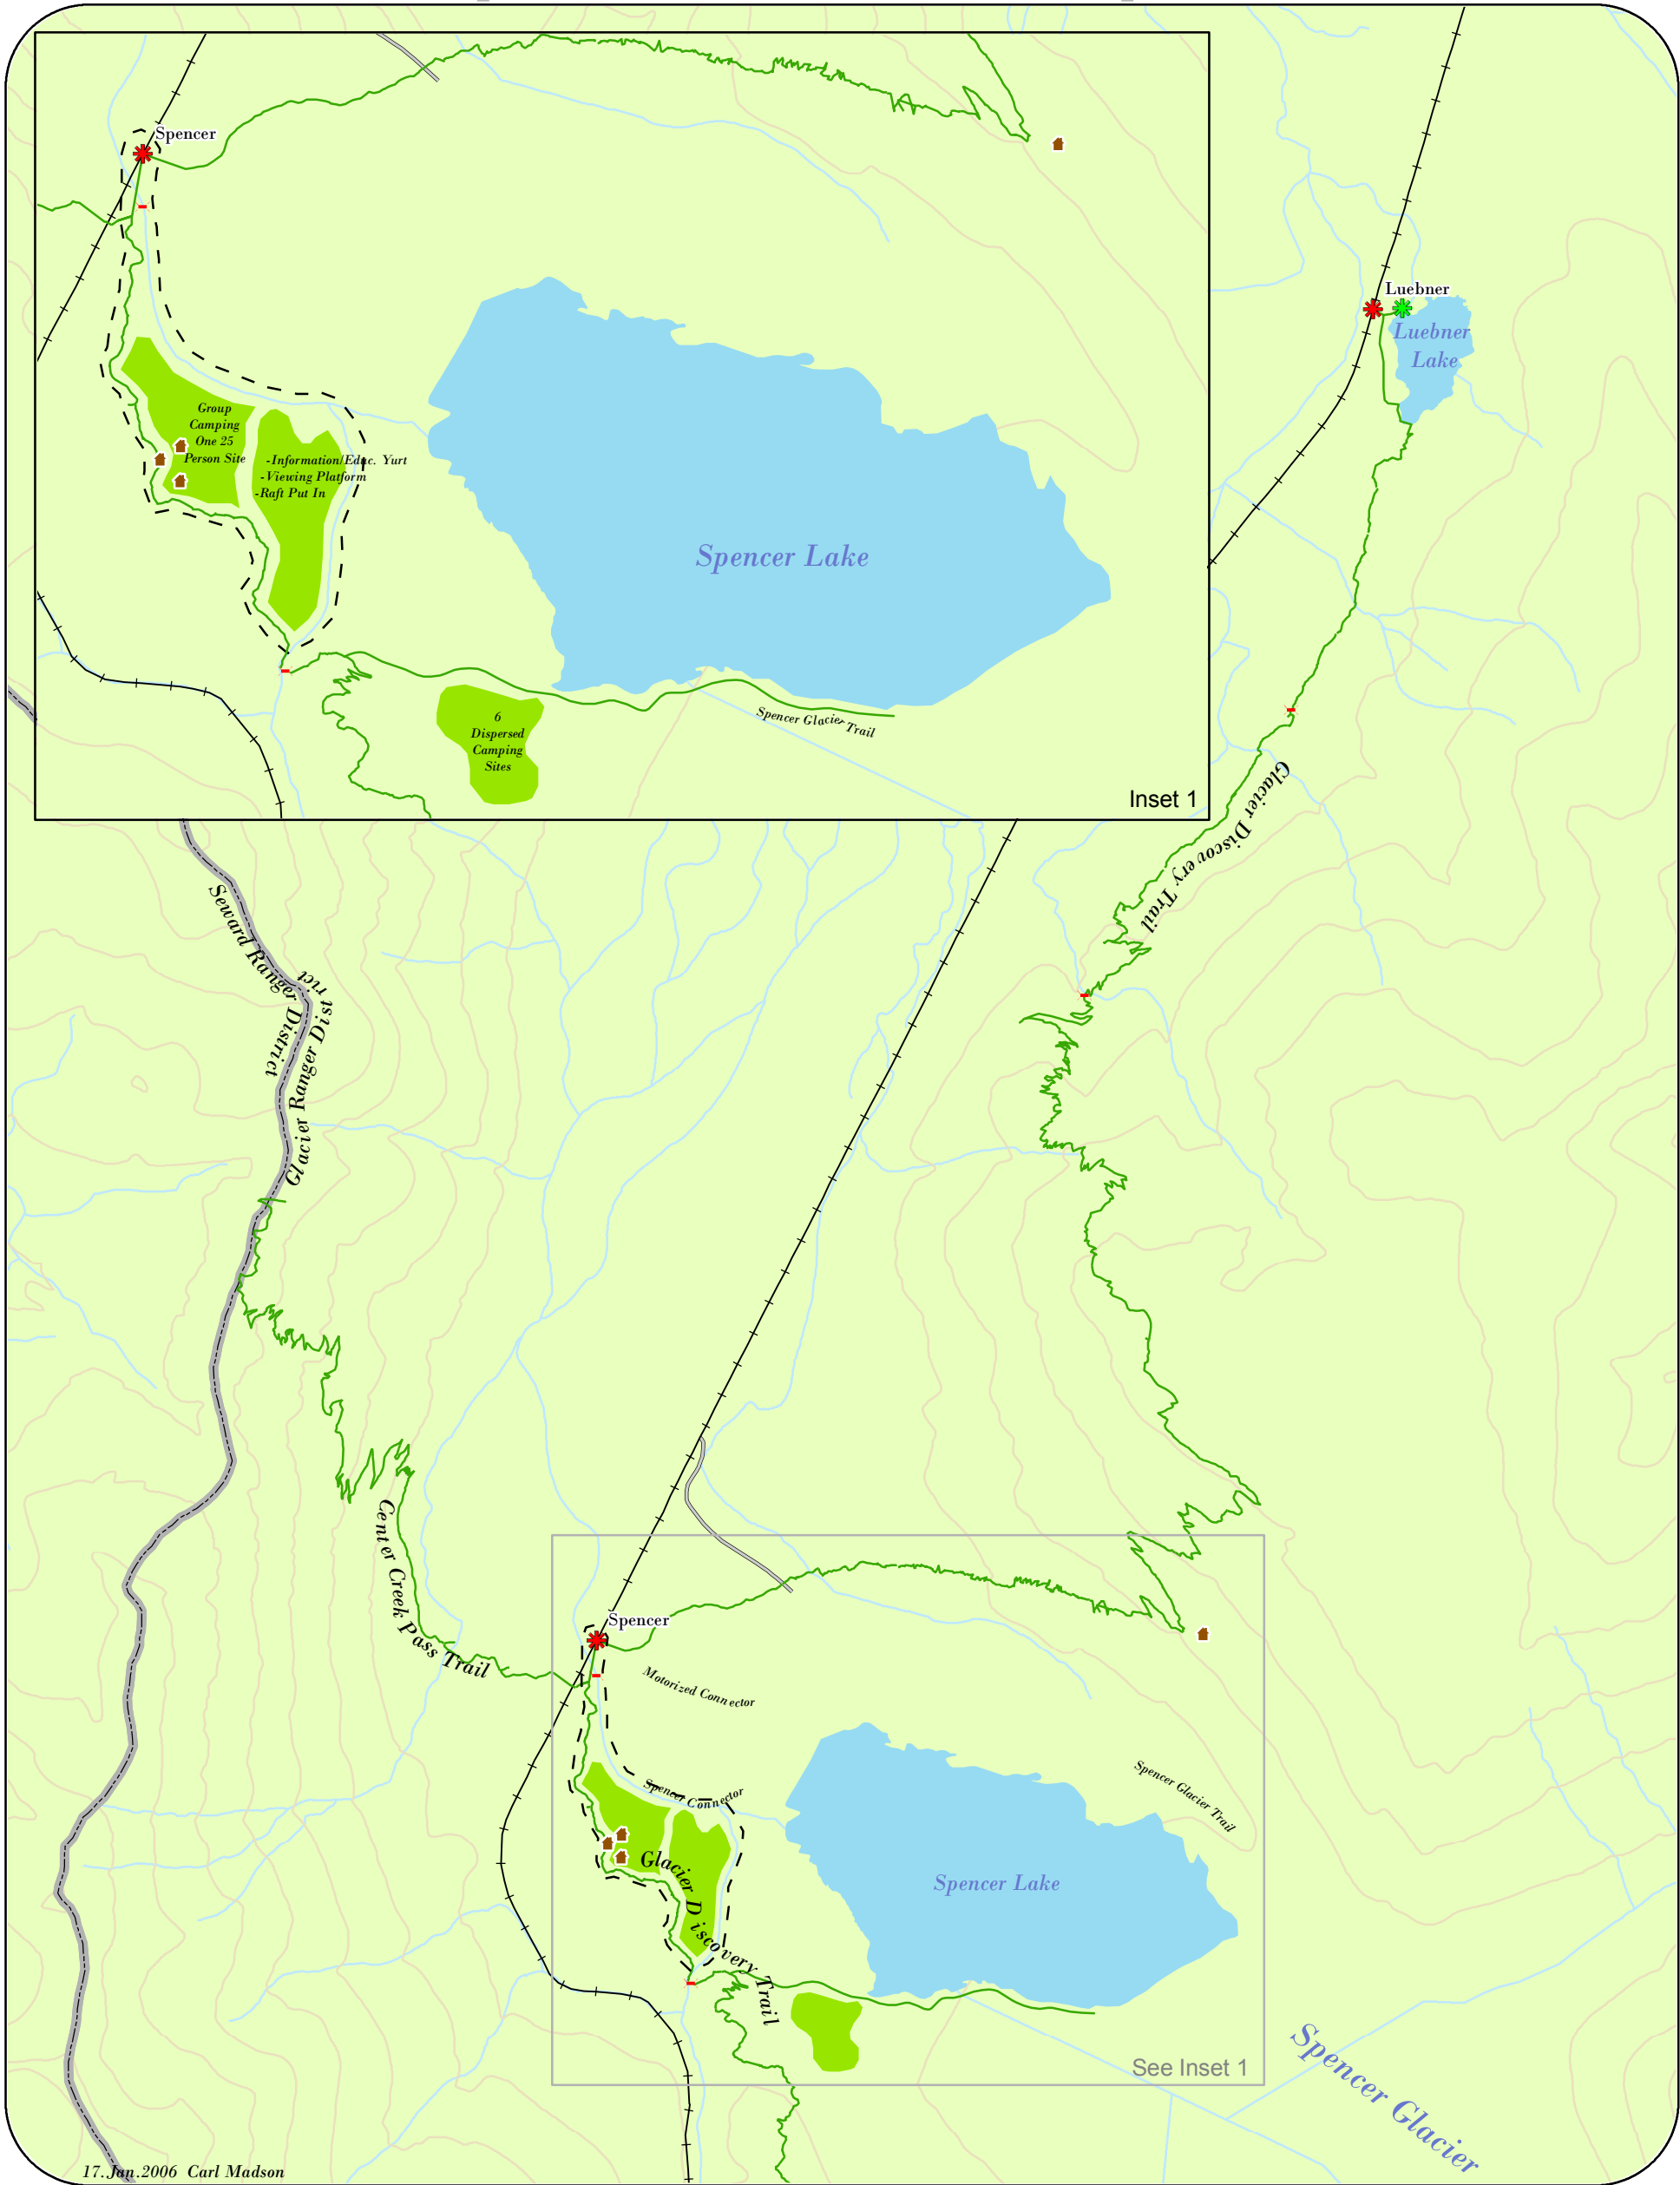 Spencer
Group
Camping
One 25
Person Site
-Information/Educ. Yurt
-Viewing Platform
-Raft Put In
Spencer Lake
6
Dispersed
Camping
Sites
Spencer Glacier Trail
Inset 1
Luebner
Luebner
Lake
Glacier Discovery Trail
Seward Ranger District
Glacier Ranger District
Center Creek Pass Trail
Spencer
Motorized Connector
Spencer Connector
Spencer Glacier Trail
Glacier Discovery Trail
Spencer Lake
See Inset 1
Spencer Glacier
17.Jan.2006 Carl Madson